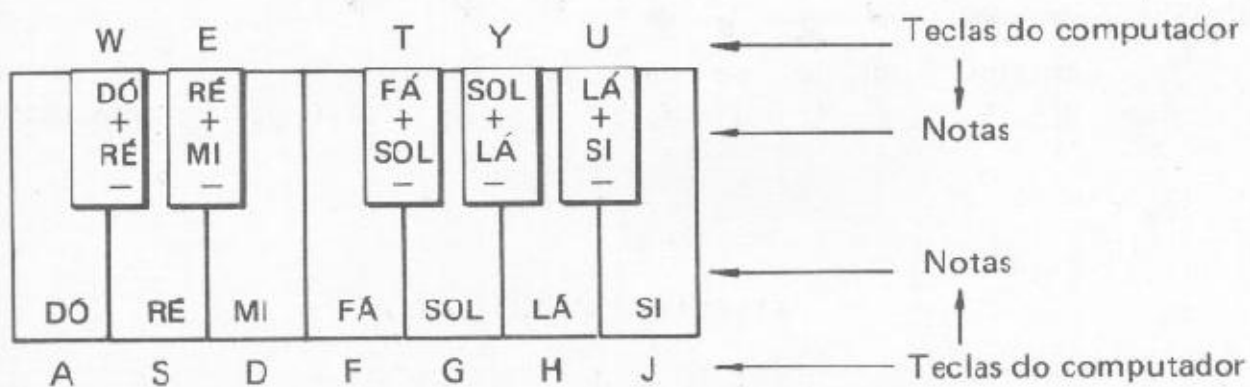 W E T Y U Teclas do computador
DÓ RÉ FÁ SOL LÁ
+ + + + + Notas
RÉ MI SOL LÁ SI
− − − − −
Notas
DÓ RÉ MI FÁ SOL LÁ SI
A S D F G H J Teclas do computador